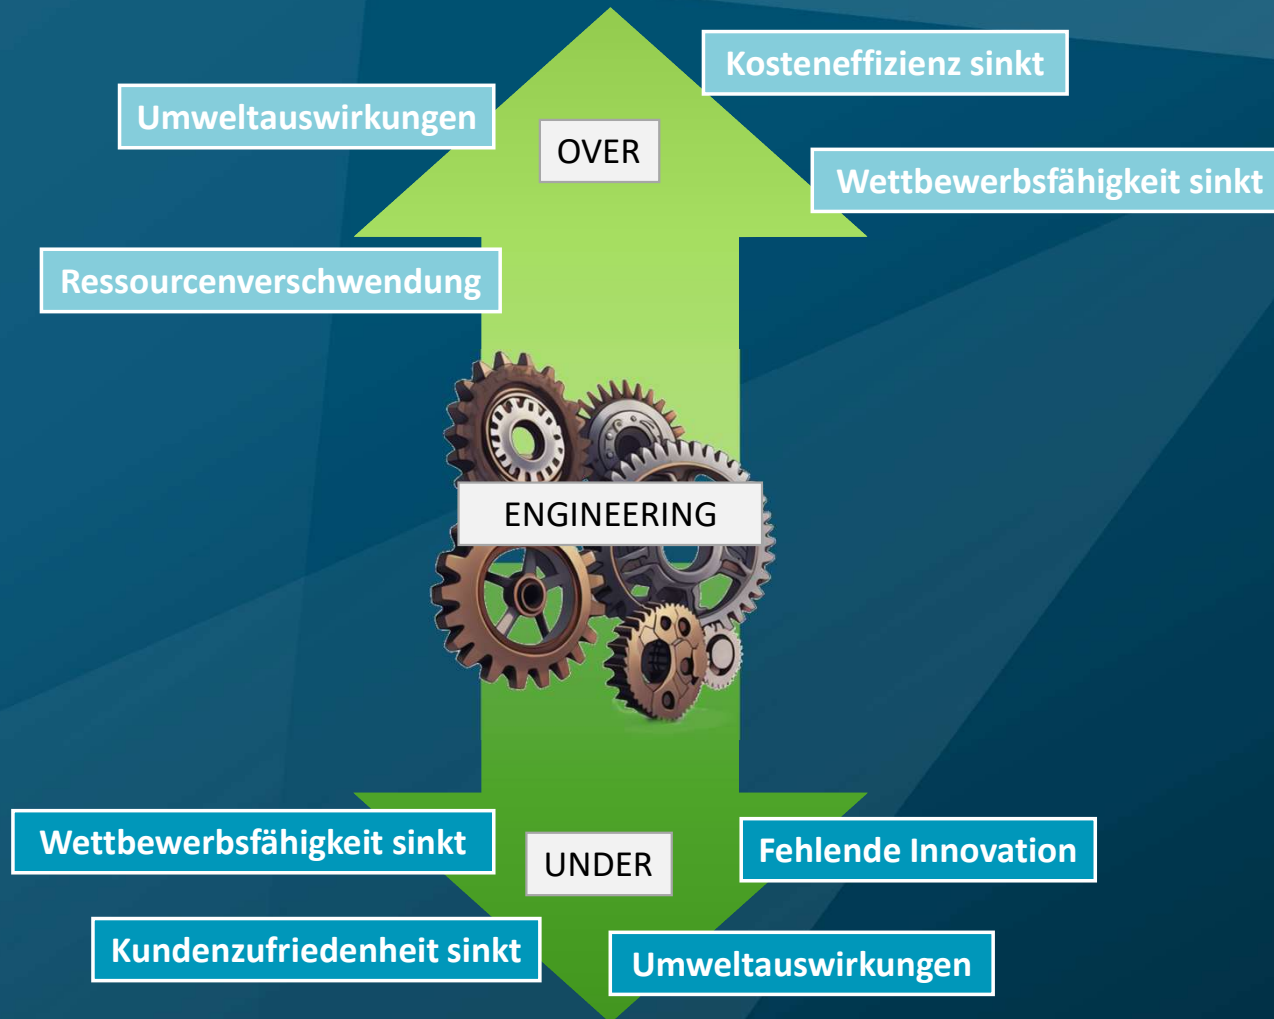 Kosteneffizienz sinkt
Umweltauswirkungen
OVER
Wettbewerbsfähigkeit sinkt
Ressourcenverschwendung
ENGINEERING
Wettbewerbsfähigkeit sinkt
UNDER
Fehlende Innovation
Kundenzufriedenheit sinkt
Umweltauswirkungen